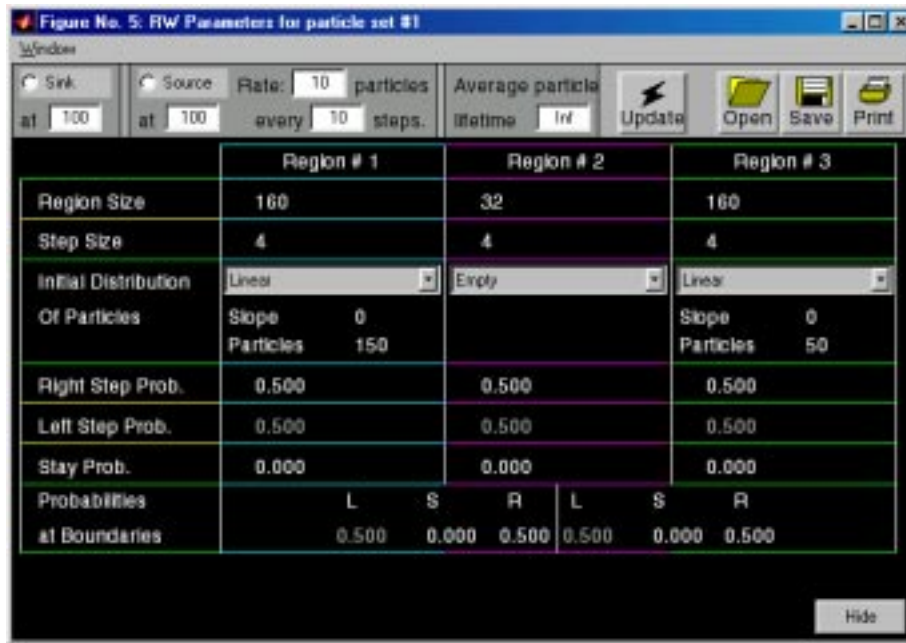 Figure No. 5: RW Parameters for particle set #1
Window
Sink Source Rate: 10 particles Average particle
at 100 at 100 every 10 steps. lifetime Inf Update Open Save Print
Region # 1 Region # 2 Region # 3
Region Size 160 32 160
Step Size 4 4 4
Initial Distribution Linear Empty Linear
Of Particles Slope 0 Slope 0
Particles 150 Particles 50
Right Step Prob. 0.500 0.500 0.500
Left Step Prob. 0.500 0.500 0.500
Stay Prob. 0.000 0.000 0.000
Probabilities L S R L S R
at Boundaries 0.500 0.000 0.500 0.500 0.000 0.500
Hide